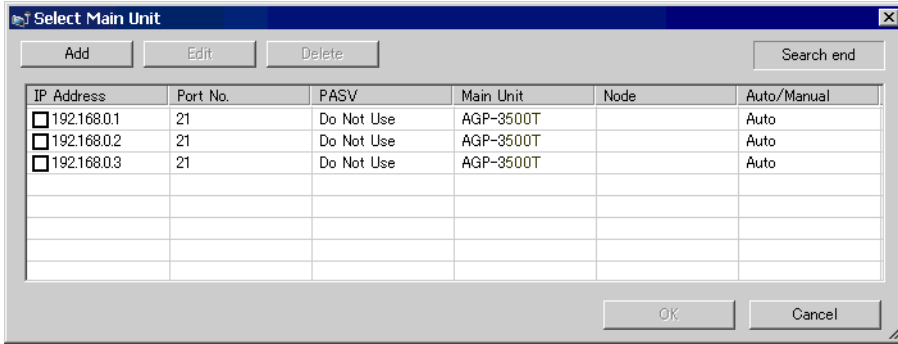 Select Main Unit
Add Edit Delete Search end
IP Address Port No. PASV Main Unit Node Auto/Manual
192.168.0.1 21 Do Not Use AGP-3500T Auto
192.168.0.2 21 Do Not Use AGP-3500T Auto
192.168.0.3 21 Do Not Use AGP-3500T Auto
OK Cancel